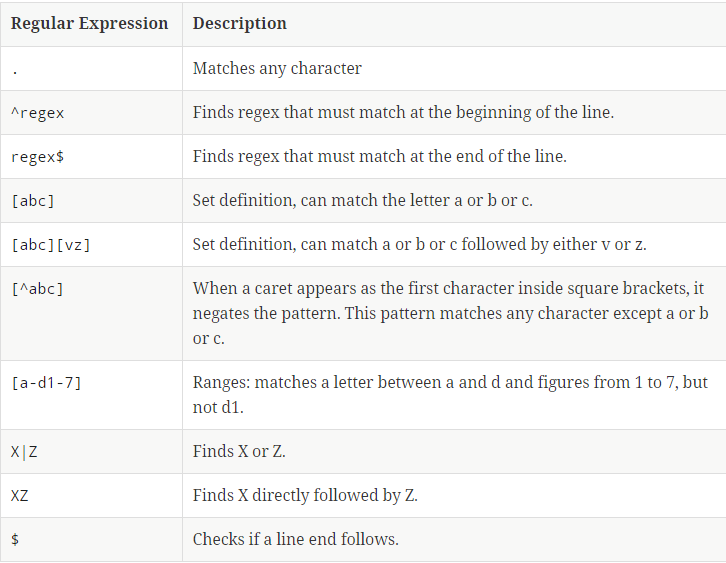 Regular Expression Description
. Matches any character
^regex Finds regex that must match at the beginning of the line.
regex$ Finds regex that must match at the end of the line.
[abc] Set definition, can match the letter a or b or c.
[abc][vz] Set definition, can match a or b or c followed by either v or z.
[^abc] When a caret appears as the first character inside square brackets, it
negates the pattern. This pattern matches any character except a or b
or c.
[a-d1-7] Ranges: matches a letter between a and d and figures from 1 to 7, but
not d1.
X|Z Finds X or Z.
XZ Finds X directly followed by Z.
$ Checks if a line end follows.